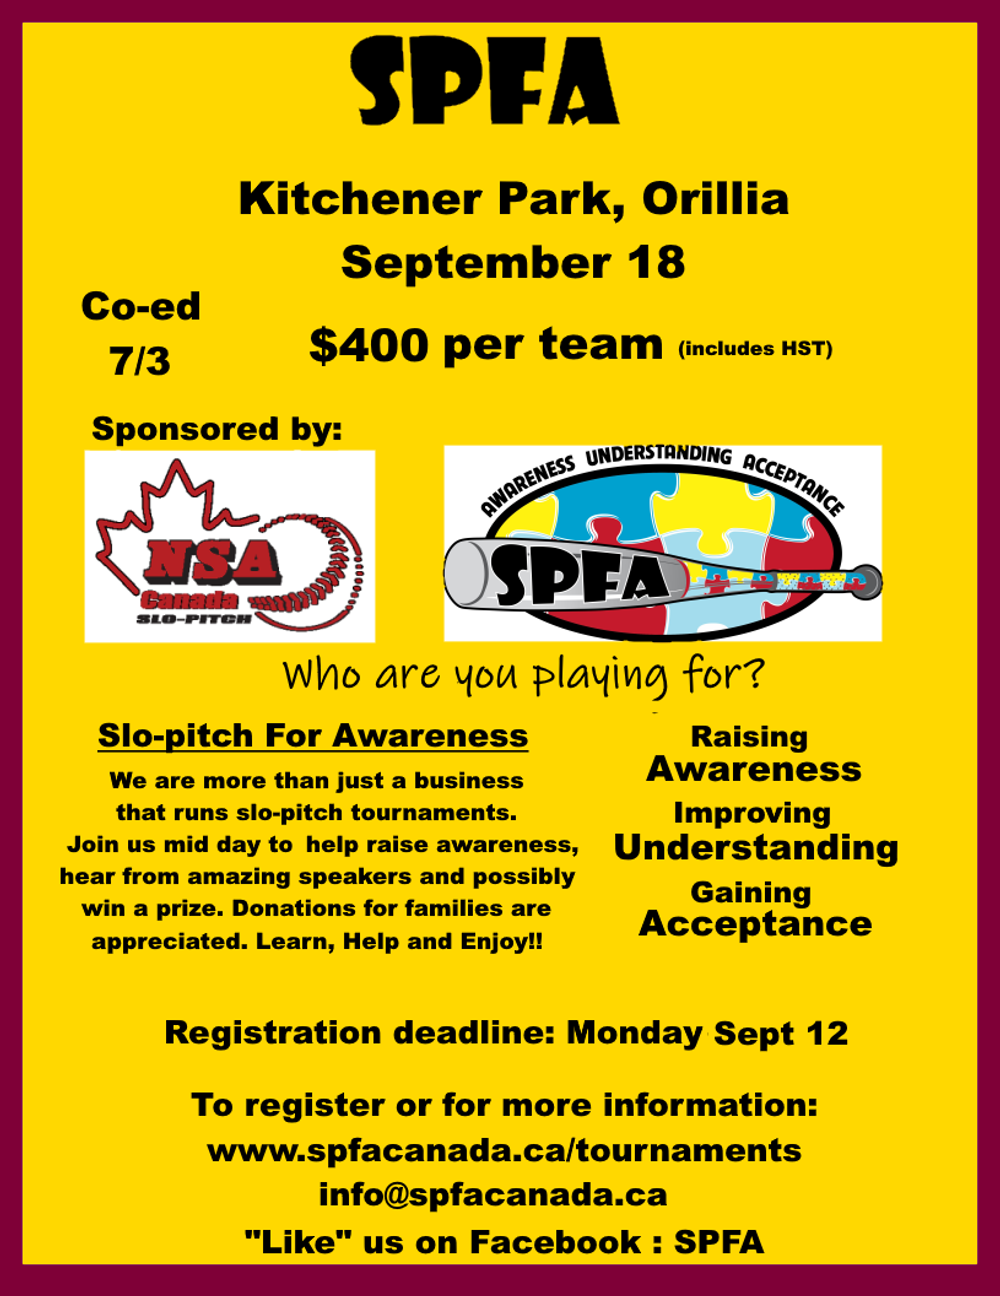 SPFA
Kitchener Park, Orillia
September 18
Co-ed
7/3
$400 per team (includes HST)
Sponsored by:
NSA
Canada
SLO-PITCH
AWARENESS UNDERSTANDING ACCEPTANCE
SPFA
Who are you playing for?
Slo-pitch For Awareness
We are more than just a business
that runs slo-pitch tournaments.
Join us mid day to help raise awareness,
hear from amazing speakers and possibly
win a prize. Donations for families are
appreciated. Learn, Help and Enjoy!!
Raising
Awareness
Improving
Understanding
Gaining
Acceptance
Registration deadline: Monday Sept 12
To register or for more information:
www.spfacanada.ca/tournaments
info@spfacanada.ca
"Like" us on Facebook : SPFA